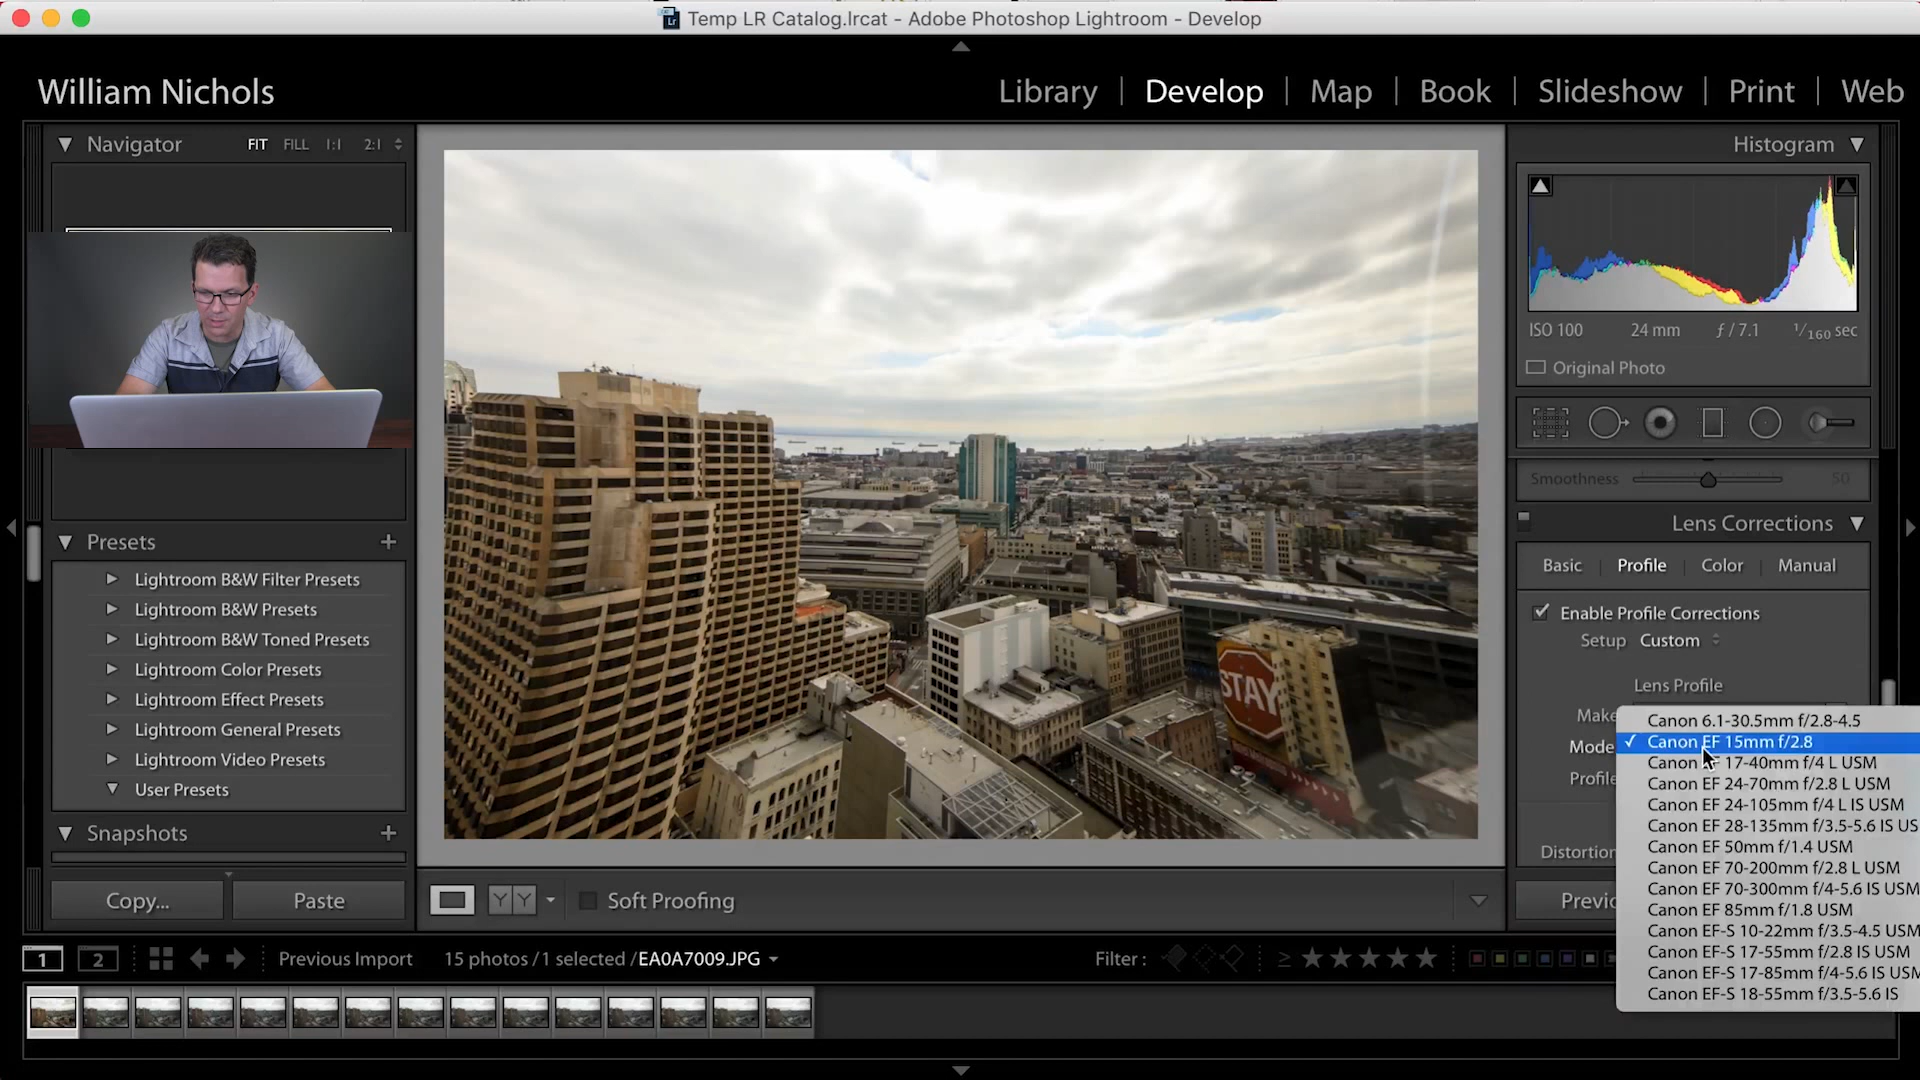 Temp LR Catalog.lrcat - Adobe Photoshop Lightroom - Develop
William Nichols
Library | Develop | Map | Book | Slideshow | Print | Web
Navigator FIT FILL 1:1 2:1
Histogram
ISO 100 24 mm ƒ / 7.1 1/160 sec
Original Photo
Smoothness 50
Lens Corrections
Basic Profile Color Manual
Enable Profile Corrections
Setup Custom
Lens Profile
Make
Mode
Profile
Distortion
Canon 6.1-30.5mm f/2.8-4.5
✓ Canon EF 15mm f/2.8
Canon EF 17-40mm f/4 L USM
Canon EF 24-70mm f/2.8 L USM
Canon EF 24-105mm f/4 L IS USM
Canon EF 28-135mm f/3.5-5.6 IS US
Canon EF 50mm f/1.4 USM
Canon EF 70-200mm f/2.8 L USM
Canon EF 70-300mm f/4-5.6 IS USM
Canon EF 85mm f/1.8 USM
Canon EF-S 10-22mm f/3.5-4.5 USM
Canon EF-S 17-55mm f/2.8 IS USM
Canon EF-S 17-85mm f/4-5.6 IS USM
Canon EF-S 18-55mm f/3.5-5.6 IS
Presets +
Lightroom B&W Filter Presets
Lightroom B&W Presets
Lightroom B&W Toned Presets
Lightroom Color Presets
Lightroom Effect Presets
Lightroom General Presets
Lightroom Video Presets
User Presets
Snapshots +
STAY
Copy... Paste
Y Y Soft Proofing
Previo
1 2 Previous Import 15 photos / 1 selected / EA0A7009.JPG
Filter : ≥ ★★★★★